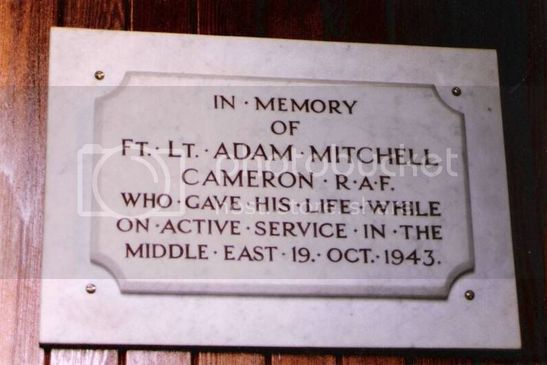 IN · MEMORY
OF
FT. · LT. · ADAM · MITCHELL
CAMERON · R·A·F.
WHO · GAVE · HIS · LIFE · WHILE
ON · ACTIVE · SERVICE · IN · THE
MIDDLE · EAST · 19. · OCT. · 1943.
photobucket